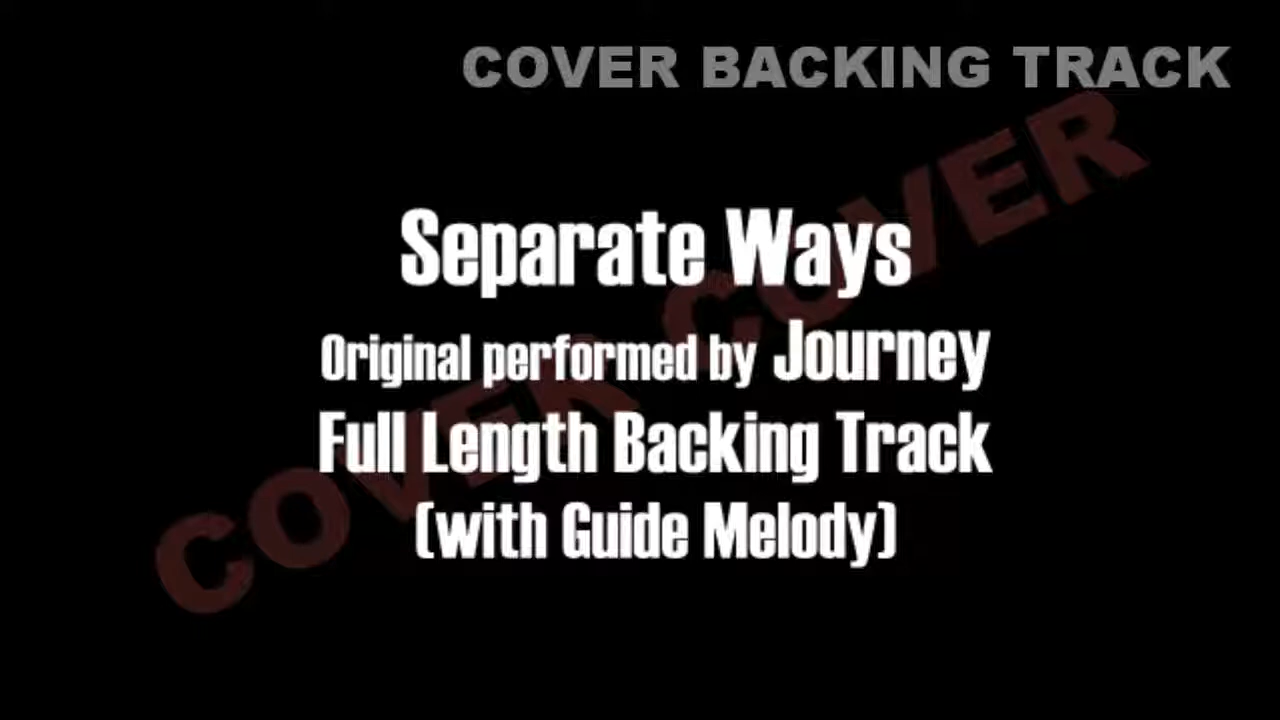 COVER BACKING TRACK
COVER COVER
Separate Ways
Original performed by Journey
Full Length Backing Track
(with Guide Melody)